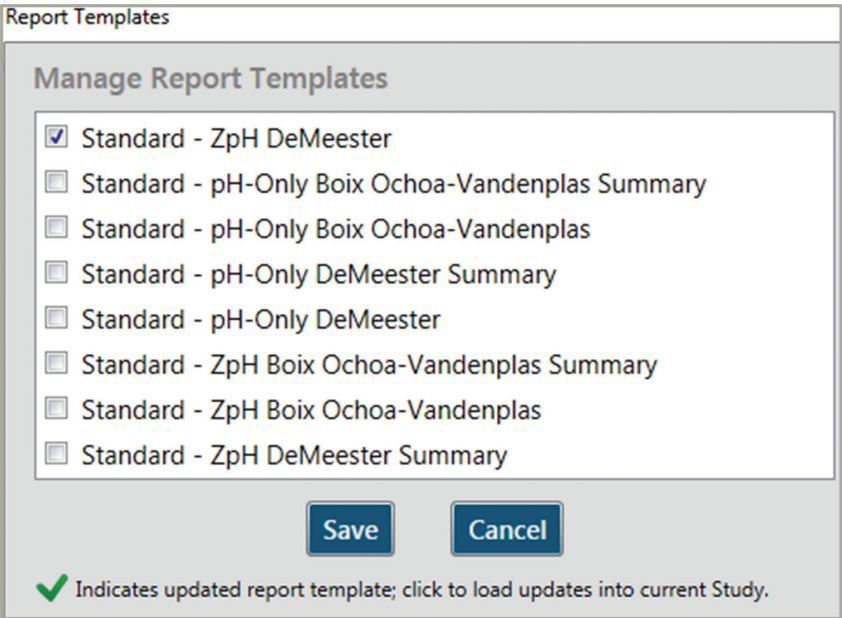 Report Templates
Manage Report Templates
Standard - ZpH DeMeester
Standard - pH-Only Boix Ochoa-Vandenplas Summary
Standard - pH-Only Boix Ochoa-Vandenplas
Standard - pH-Only DeMeester Summary
Standard - pH-Only DeMeester
Standard - ZpH Boix Ochoa-Vandenplas Summary
Standard - ZpH Boix Ochoa-Vandenplas
Standard - ZpH DeMeester Summary
Save Cancel
Indicates updated report template; click to load updates into current Study.